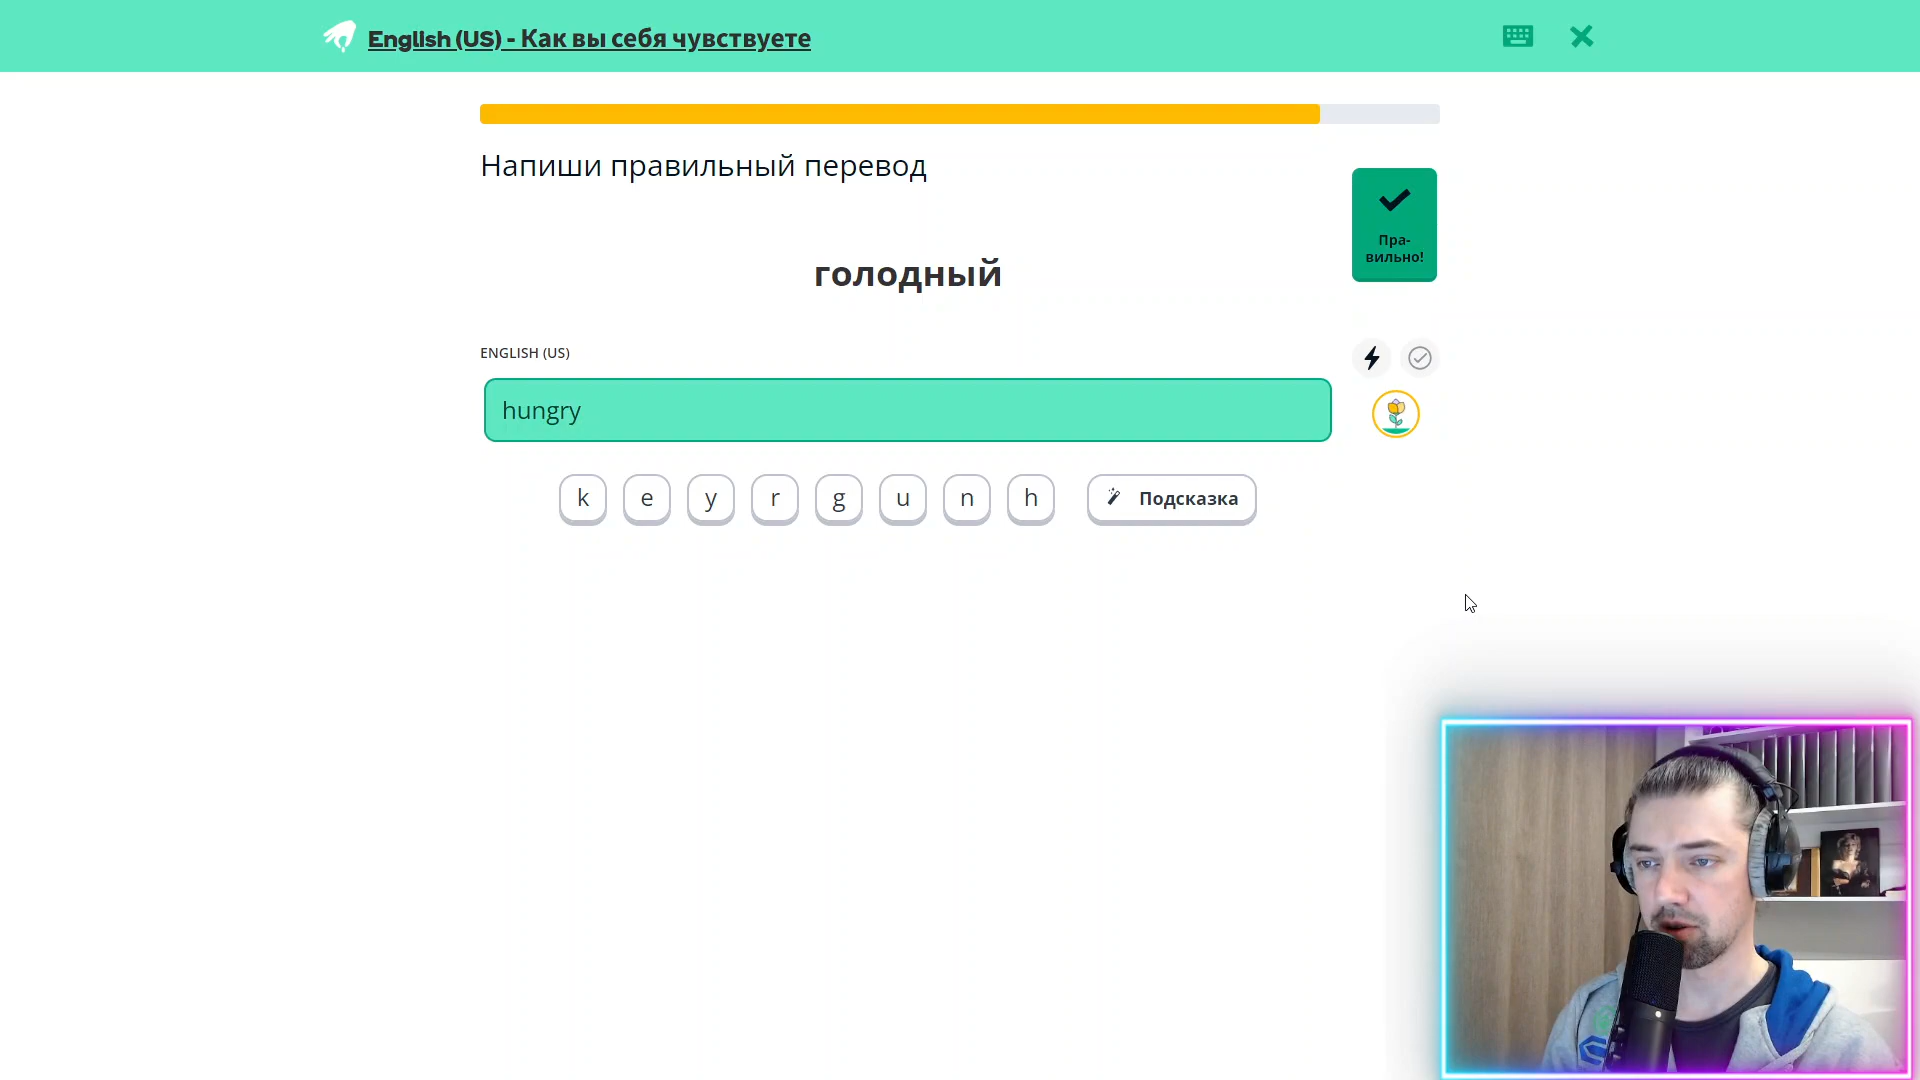 English (US) - Как вы себя чувствуете
Напиши правильный перевод
Пра-
вильно!
голодный
ENGLISH (US)
hungry
k e y r g u n h Подсказка